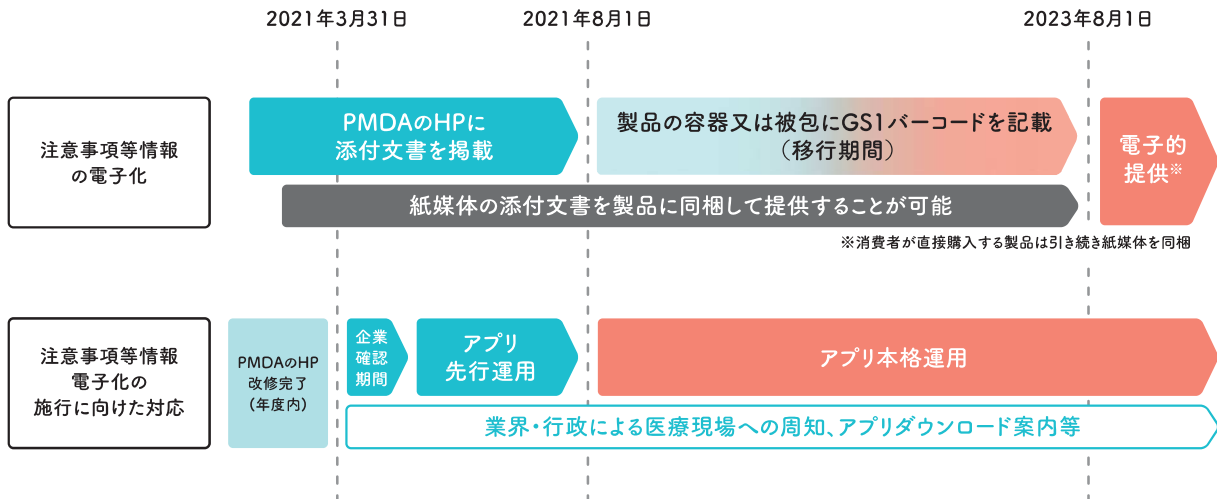 2021年3月31日
2021年8月1日
2023年8月1日
注意事項等情報
の電子化
PMDAのHPに
添付文書を掲載
製品の容器又は被包にGS1バーコードを記載
（移行期間）
電子的
提供※
紙媒体の添付文書を製品に同梱して提供することが可能
※消費者が直接購入する製品は引き続き紙媒体を同梱
注意事項等情報
電子化の
施行に向けた対応
PMDAのHP
改修完了
（年度内）
企業
確認
期間
アプリ
先行運用
アプリ本格運用
業界・行政による医療現場への周知、アプリダウンロード案内等